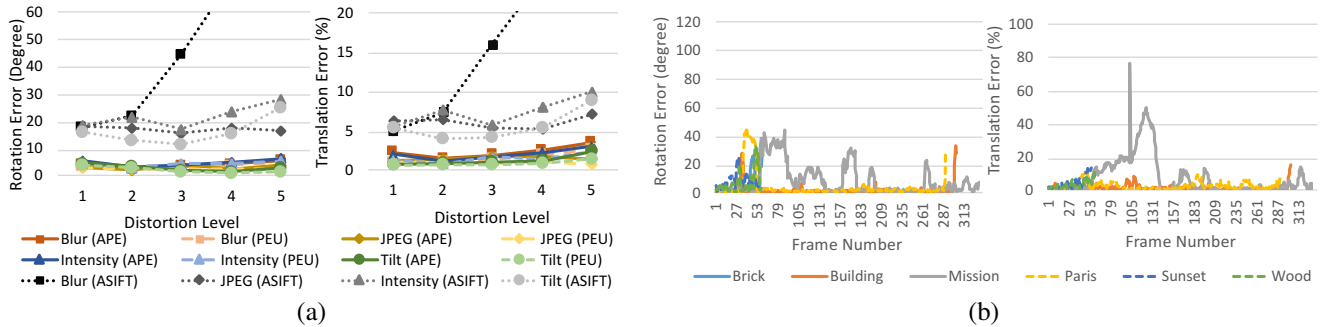 Rotation Error (Degree)
60
50
40
30
20
10
0
1 2 3 4 5
Distortion Level
Translation Error (%)
20
15
10
5
0
1 2 3 4 5
Distortion Level
Blur (APE) Blur (PEU) JPEG (APE) JPEG (PEU)
Intensity (APE) Intensity (PEU) Tilt (APE) Tilt (PEU)
Blur (ASIFT) JPEG (ASIFT) Intensity (ASIFT) Tilt (ASIFT)
(a)
Rotation Error (degree)
120
100
80
60
40
20
0
1 27 53 79 105 131 157 183 209 235 261 287 313
Frame Number
Translation Error (%)
100
80
60
40
20
0
1 27 53 79 105 131 157 183 209 235 261 287 313
Frame Number
Brick Building Mission Paris Sunset Wood
(b)